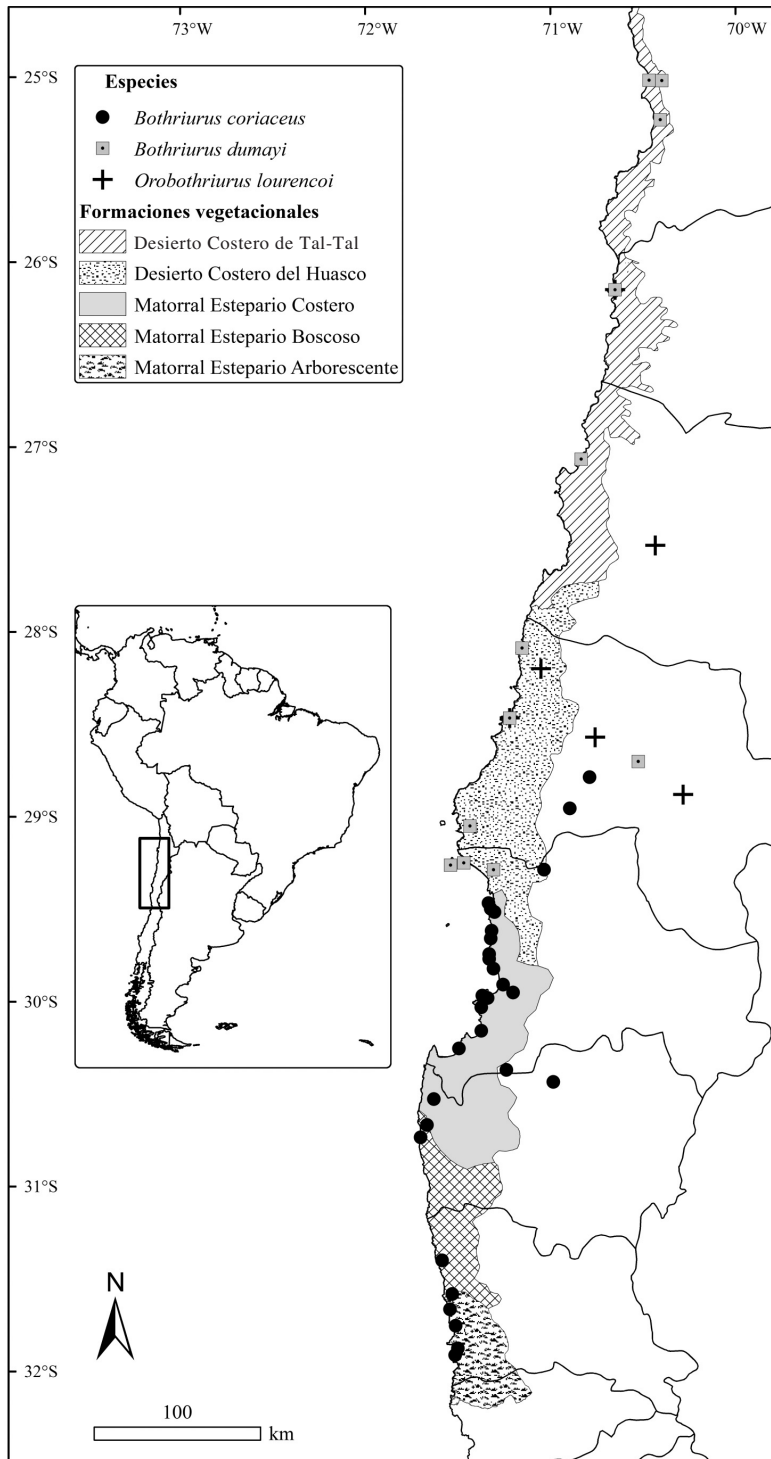 73°W 72°W 71°W 70°W
25°S
Especies
Bothriurus coriaceus
Bothriurus dumayi
Orobothriurus lourencoi
Formaciones vegetacionales
Desierto Costero de Tal-Tal
Desierto Costero del Huasco
Matorral Estepario Costero
Matorral Estepario Boscoso
Matorral Estepario Arborescente
26°S
27°S
28°S
29°S
30°S
31°S
32°S
N
100
km